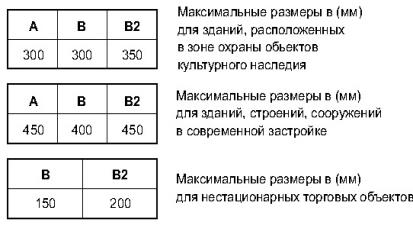 A B B2
300 300 350
Максимальные размеры в (мм)
для зданий, расположенных
в зоне охраны обьектов
культурного наследия
A B B2
450 400 450
Максимальные размеры в (мм)
для зданий, строений, сооружений
в современной застройке
B B2
150 200
Максимальные размеры в (мм)
для нестационарных торговых объектов